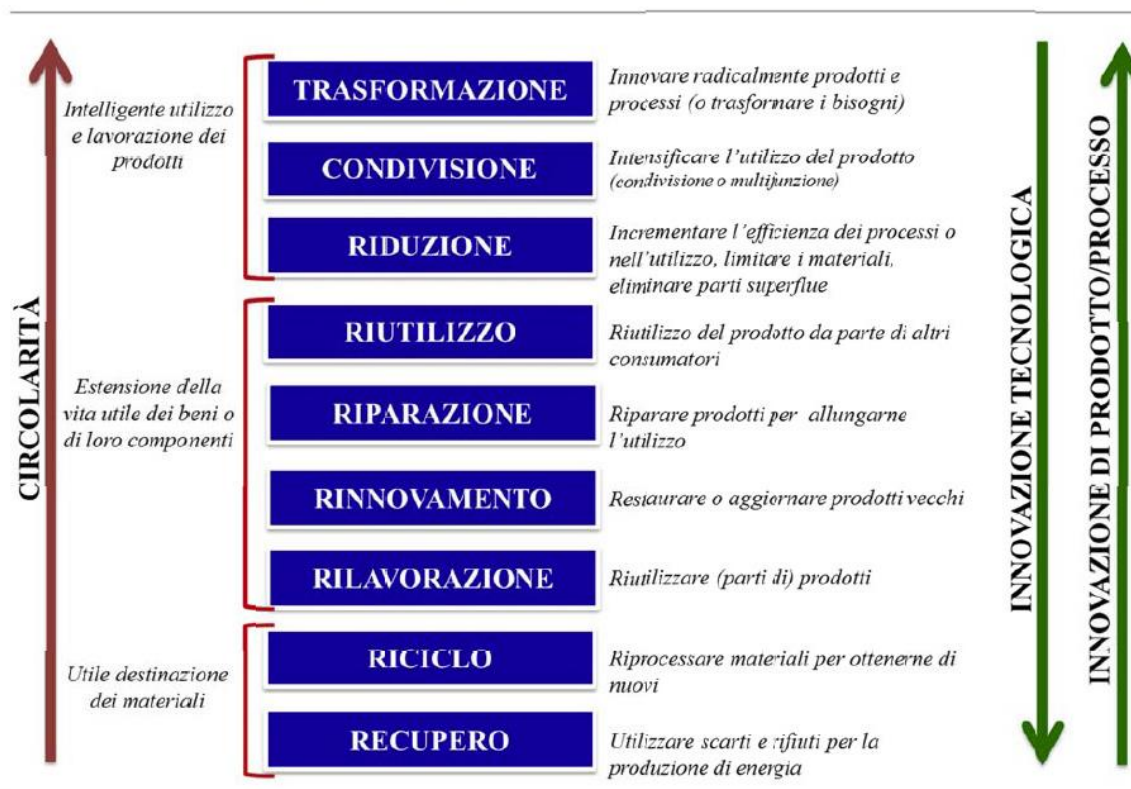 CIRCOLARITÀ
Intelligente utilizzo
e lavorazione dei
prodotti
TRASFORMAZIONE
Innovare radicalmente prodotti e
processi (o trasformare i bisogni)
CONDIVISIONE
Intensificare l'utilizzo del prodotto
(condivisione o multifunzione)
RIDUZIONE
Incrementare l'efficienza dei processi o
nell'utilizzo, limitare i materiali,
eliminare parti superflue
Estensione della
vita utile dei beni o
di loro componenti
RIUTILIZZO
Riutilizzo del prodotto da parte di altri
consumatori
RIPARAZIONE
Riparare prodotti per allungarne
l'utilizzo
RINNOVAMENTO
Restaurare o aggiornare prodotti vecchi
RILAVORAZIONE
Riutilizzare (parti di) prodotti
Utile destinazione
dei materiali
RICICLO
Riprocessare materiali per ottenerne di
nuovi
RECUPERO
Utilizzare scarti e rifiuti per la
produzione di energia
INNOVAZIONE TECNOLOGICA
INNOVAZIONE DI PRODOTTO/PROCESSO